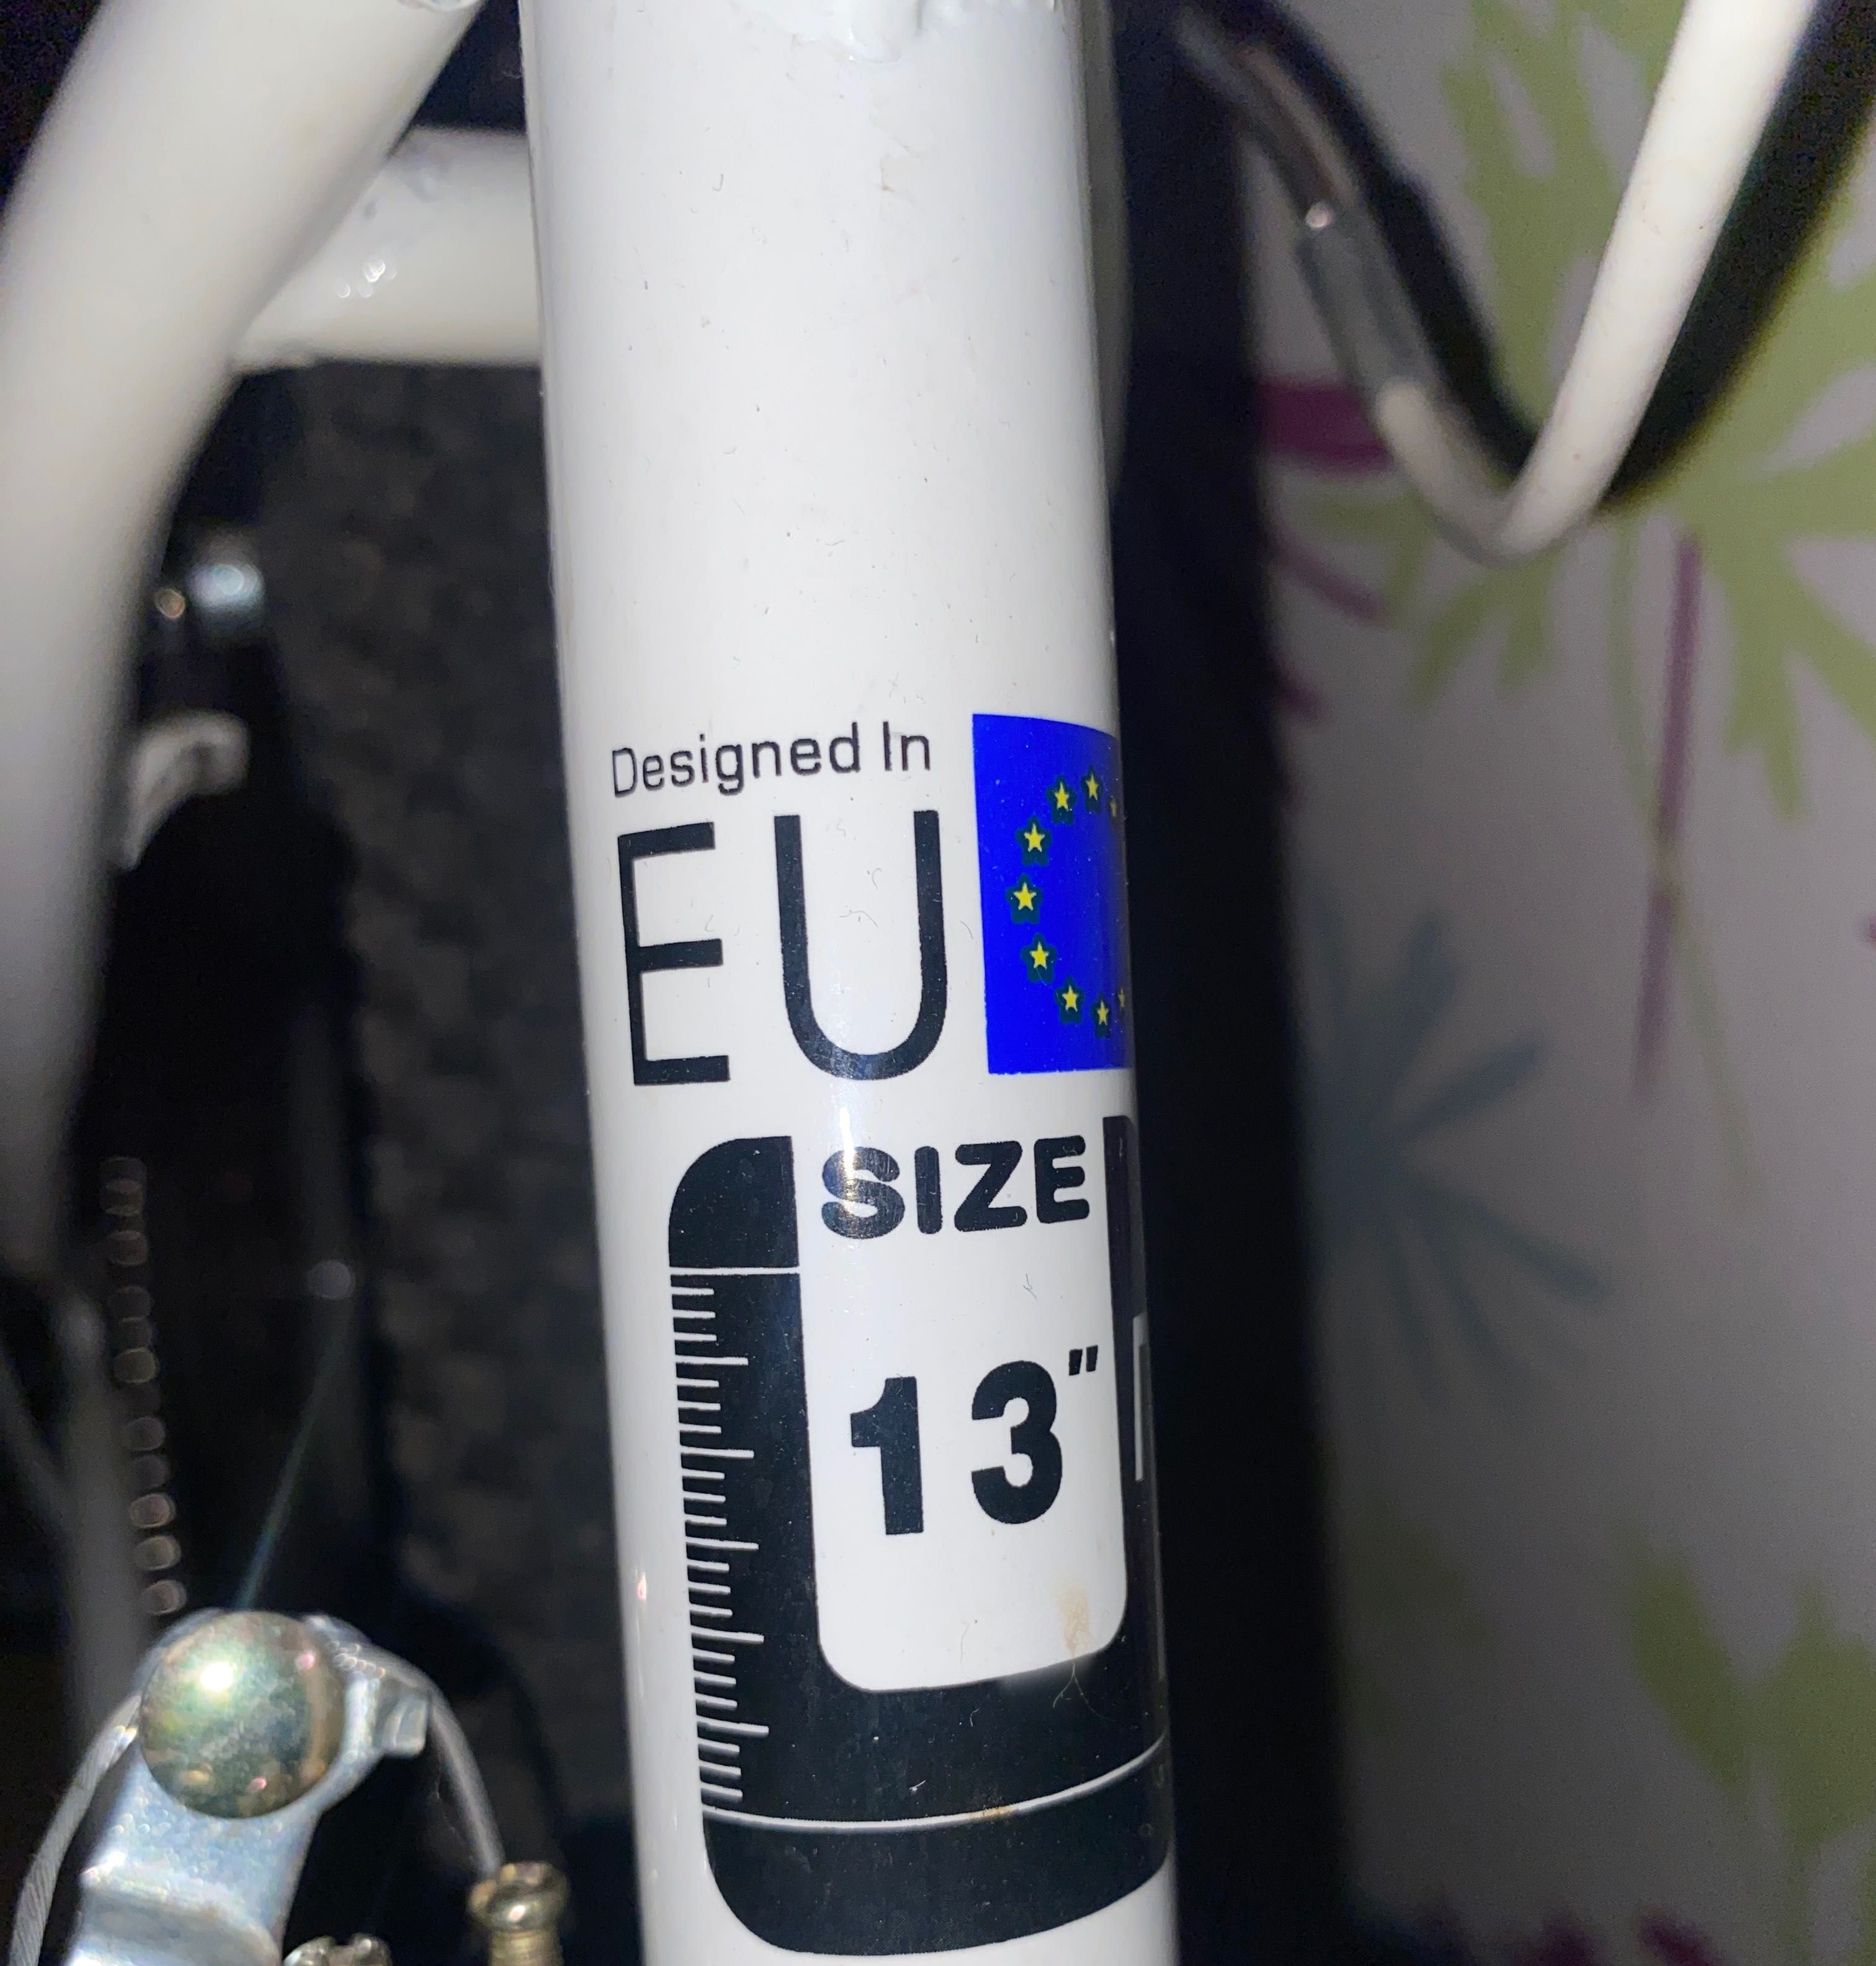 Designed In
EU
SIZE
13"